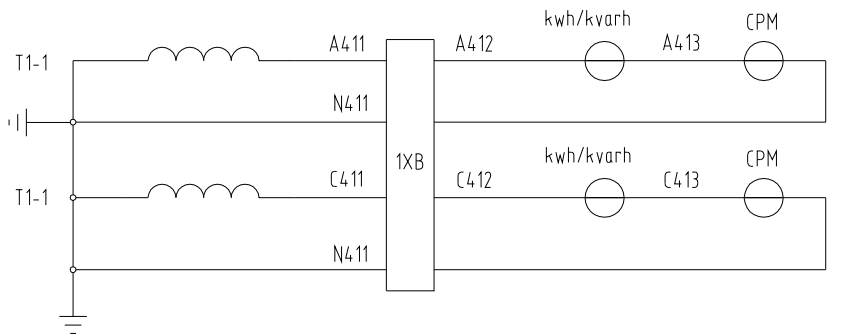 kwh/kvarh CPM
T1-1 A411 A412 A413
N411
1XB
kwh/kvarh CPM
T1-1 C411 C412 C413
N411